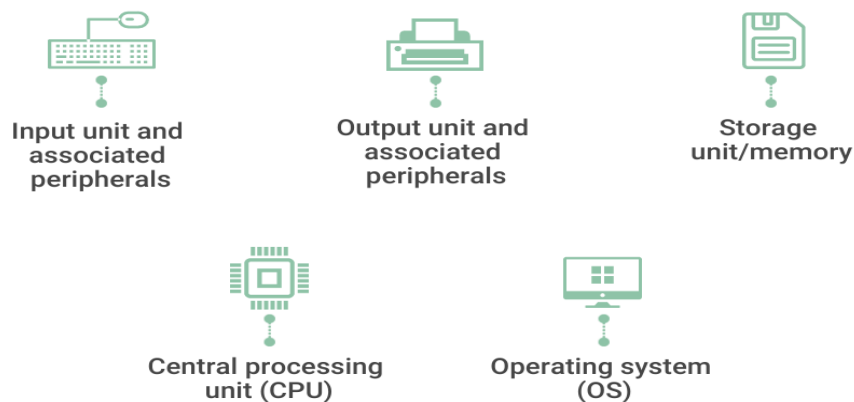 Input unit and
associated
peripherals
Output unit and
associated
peripherals
Storage
unit/memory
Central processing
unit (CPU)
Operating system
(OS)